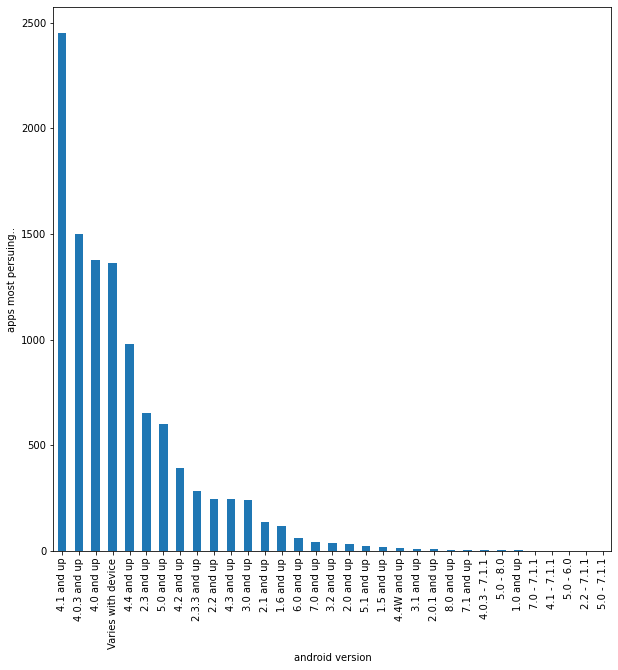 2500
2000
1500
1000
500
0
apps most persuing..
4.1 and up
4.0.3 and up
4.0 and up
Varies with device
4.4 and up
2.3 and up
5.0 and up
4.2 and up
2.3.3 and up
2.2 and up
4.3 and up
3.0 and up
2.1 and up
1.6 and up
6.0 and up
7.0 and up
3.2 and up
2.0 and up
5.1 and up
1.5 and up
4.4W and up
3.1 and up
2.0.1 and up
8.0 and up
7.1 and up
4.0.3 - 7.1.1
5.0 - 8.0
1.0 and up
7.0 - 7.1.1
4.1 - 7.1.1
5.0 - 6.0
2.2 - 7.1.1
5.0 - 7.1.1
android version